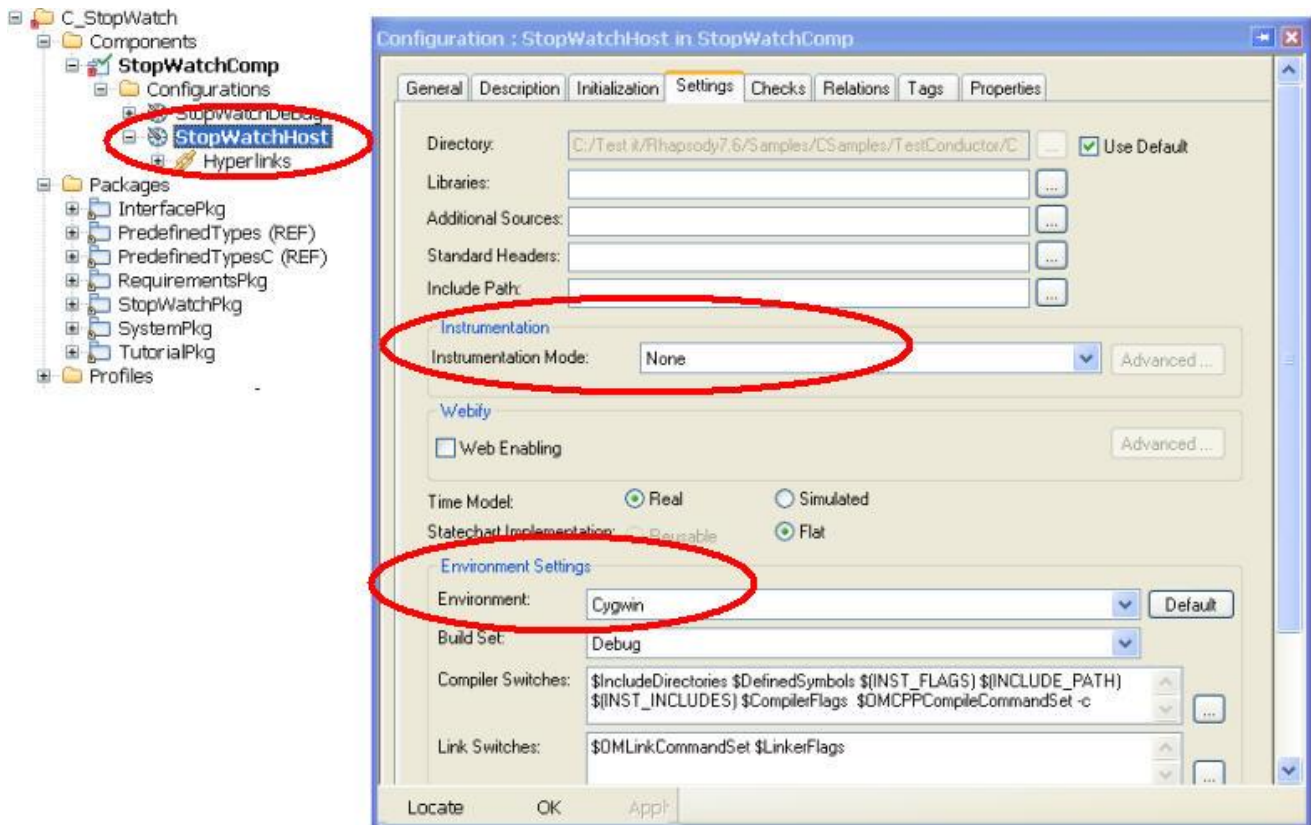 C_StopWatch
Components
StopWatchComp
Configurations
StopWatchDebug
StopWatchHost
Hyperlinks
Packages
InterfacePkg
PredefinedTypes (REF)
PredefinedTypesC (REF)
RequirementsPkg
StopWatchPkg
SystemPkg
TutorialPkg
Profiles
Configuration : StopWatchHost in StopWatchComp
General Description Initialization Settings Checks Relations Tags Properties
Directory: C:/Test it/Rhapsody7.6/Samples/CSamples/TestConductor/C ... Use Default
Libraries: ...
Additional Sources: ...
Standard Headers: ...
Include Path: ...
Instrumentation
Instrumentation Mode: None Advanced ...
Webify
Web Enabling Advanced ...
Time Model: Real Simulated
Statechart Implementation: Reusable Flat
Environment Settings
Environment: Cygwin Default
Build Set: Debug
Compiler Switches: $IncludeDirectories $DefinedSymbols $(INST_FLAGS) $(INCLUDE_PATH)
$(INST_INCLUDES) $CompilerFlags $OMCPPCompileCommandSet -c ...
Link Switches: $OMLinkCommandSet $LinkerFlags
...
Locate OK Apply